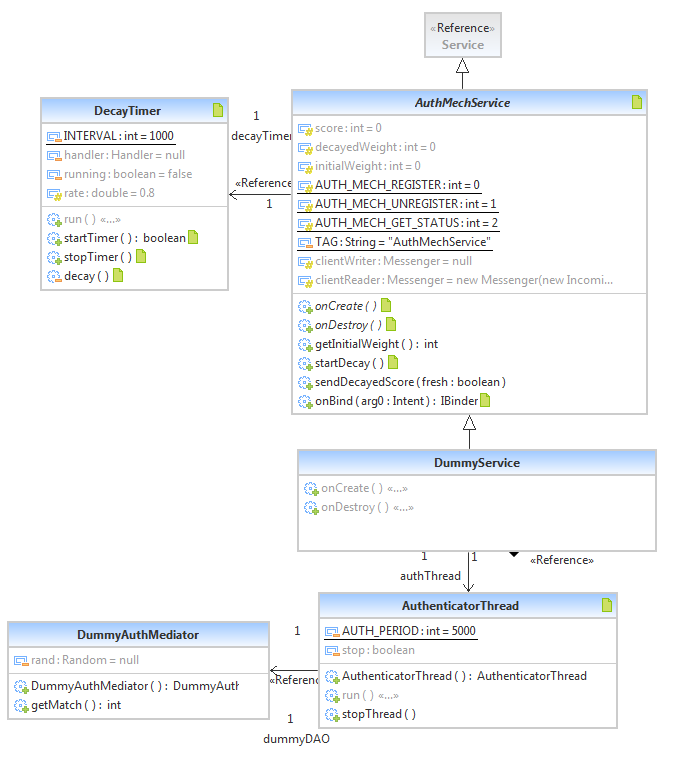 «Reference»
Service
AuthMechService
score : int = 0
decayedWeight : int = 0
initialWeight : int = 0
AUTH_MECH_REGISTER : int = 0
AUTH_MECH_UNREGISTER : int = 1
AUTH_MECH_GET_STATUS : int = 2
TAG : String = "AuthMechService"
clientWriter : Messenger = null
clientReader : Messenger = new Messenger(new Incomi...
onCreate ( )
onDestroy ( )
getInitialWeight ( ) : int
startDecay ( )
sendDecayedScore ( fresh : boolean )
onBind ( arg0 : Intent ) : IBinder
DecayTimer
INTERVAL : int = 1000
handler : Handler = null
running : boolean = false
rate : double = 0.8
run ( ) «...»
startTimer ( ) : boolean
stopTimer ( )
decay ( )
1
decayTimer
«Reference
1
DummyService
onCreate ( ) «...»
onDestroy ( ) «...»
1
1
«Reference»
authThread
AuthenticatorThread
AUTH_PERIOD : int = 5000
stop : boolean
AuthenticatorThread ( ) : AuthenticatorThread
run ( ) «...»
stopThread ( )
DummyAuthMediator
rand : Random = null
DummyAuthMediator ( ) : DummyAuth
getMatch ( ) : int
1
«Referenc
1
dummyDAO